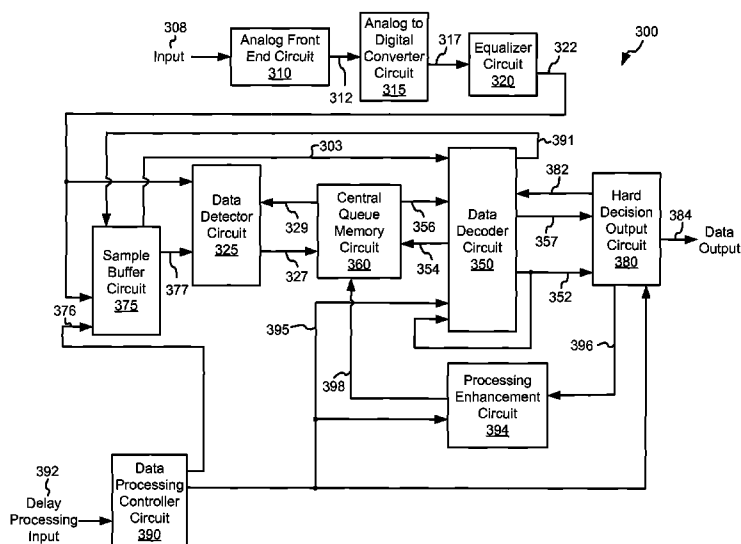 308
Input
Analog Front
End Circuit
310
312
Analog to
Digital
Converter
Circuit
315
317
Equalizer
Circuit
320
322
300
303
391
Data
Detector
Circuit
325
329
327
Central
Queue
Memory
Circuit
360
356
354
Data
Decoder
Circuit
350
382
357
352
Hard
Decision
Output
Circuit
380
384
Data
Output
Sample
Buffer
Circuit
375
377
376
395
398
396
Processing
Enhancement
Circuit
394
392
Delay
Processing
Input
Data
Processing
Controller
Circuit
390